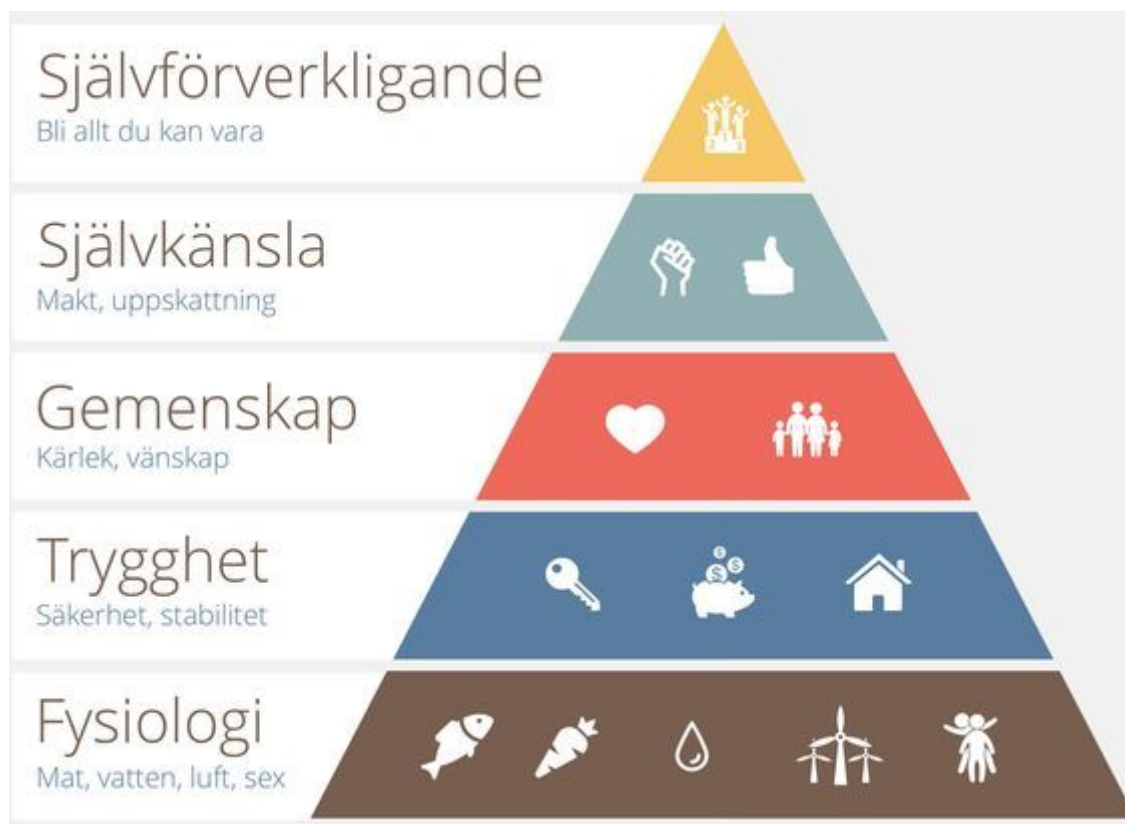 Självförverkligande
Bli allt du kan vara
Självkänsla
Makt, uppskattning
Gemenskap
Kärlek, vänskap
Trygghet
Säkerhet, stabilitet
Fysiologi
Mat, vatten, luft, sex